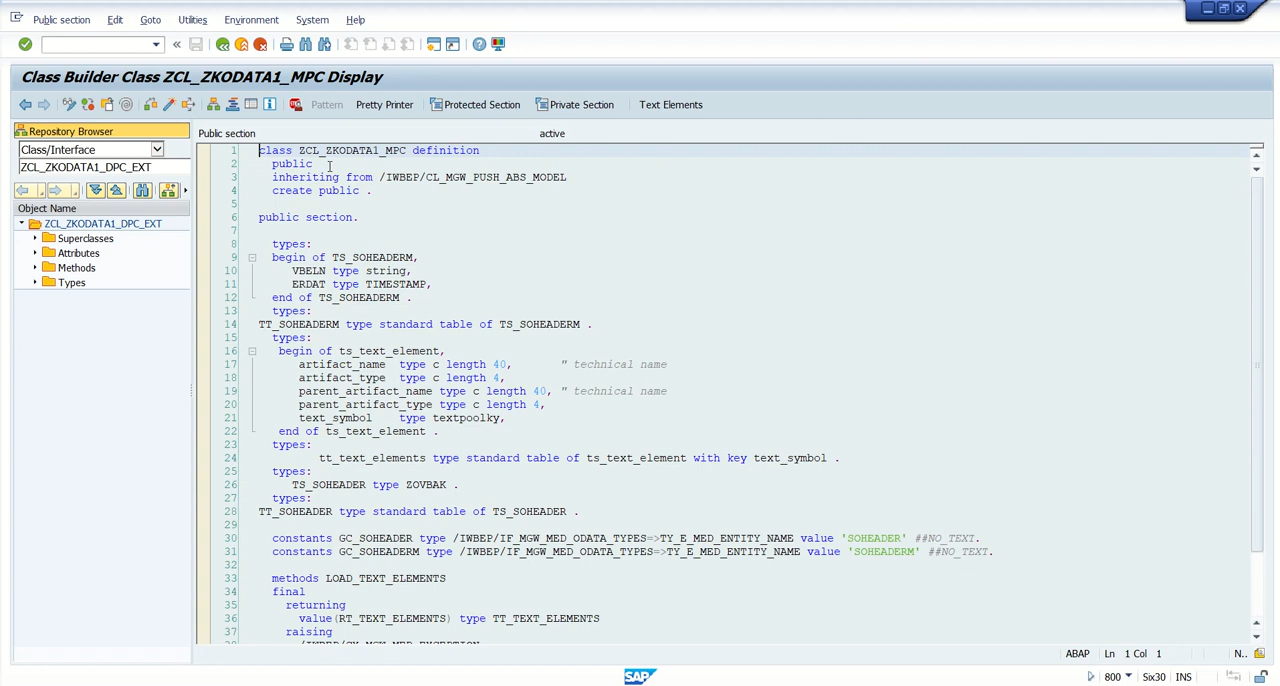 Public section Edit Goto Utilities Environment System Help
Class Builder Class ZCL_ZKODATA1_MPC Display
Pattern Pretty Printer Protected Section Private Section Text Elements
Repository Browser
Class/Interface
ZCL_ZKODATA1_DPC_EXT
Object Name
ZCL_ZKODATA1_DPC_EXT
Superclasses
Attributes
Methods
Types
Public section active
1 class ZCL_ZKODATA1_MPC definition
2 public
3 inheriting from /IWBEP/CL_MGW_PUSH_ABS_MODEL
4 create public .
5
6 public section.
7
8 types:
9 begin of TS_SOHEADERM,
10 VBELN type string,
11 ERDAT type TIMESTAMP,
12 end of TS_SOHEADERM .
13 types:
14 TT_SOHEADERM type standard table of TS_SOHEADERM .
15 types:
16 begin of ts_text_element,
17 artifact_name type c length 40, " technical name
18 artifact_type type c length 4,
19 parent_artifact_name type c length 40, " technical name
20 parent_artifact_type type c length 4,
21 text_symbol type textpoolky,
22 end of ts_text_element .
23 types:
24 tt_text_elements type standard table of ts_text_element with key text_symbol .
25 types:
26 TS_SOHEADER type ZOVBAK .
27 types:
28 TT_SOHEADER type standard table of TS_SOHEADER .
29
30 constants GC_SOHEADER type /IWBEP/IF_MGW_MED_ODATA_TYPES=>TY_E_MED_ENTITY_NAME value 'SOHEADER' ##NO_TEXT.
31 constants GC_SOHEADERM type /IWBEP/IF_MGW_MED_ODATA_TYPES=>TY_E_MED_ENTITY_NAME value 'SOHEADERM' ##NO_TEXT.
32
33 methods LOAD_TEXT_ELEMENTS
34 final
35 returning
36 value(RT_TEXT_ELEMENTS) type TT_TEXT_ELEMENTS
37 raising
ABAP Ln 1 Col 1 N..
SAP 800 Six30 INS